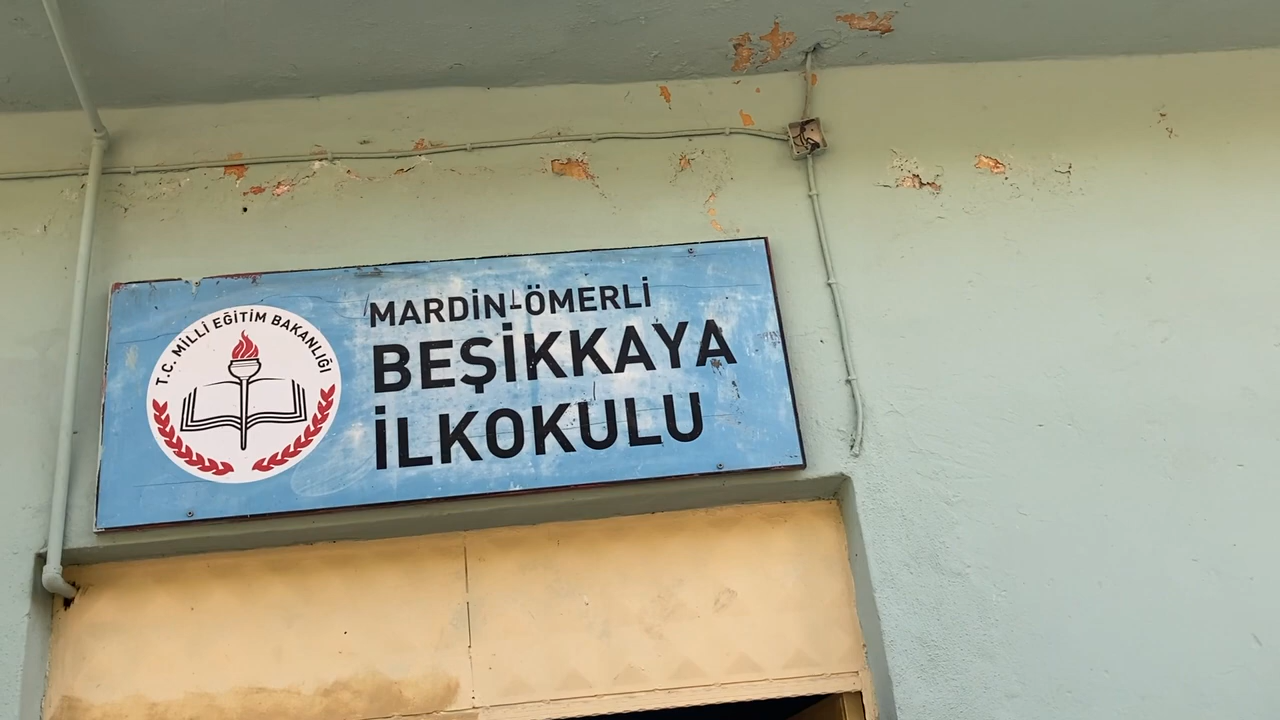 T.C. MİLLİ EĞİTİM BAKANLIĞI
MARDİN-ÖMERLİ
BEŞİKKAYA
İLKOKULU